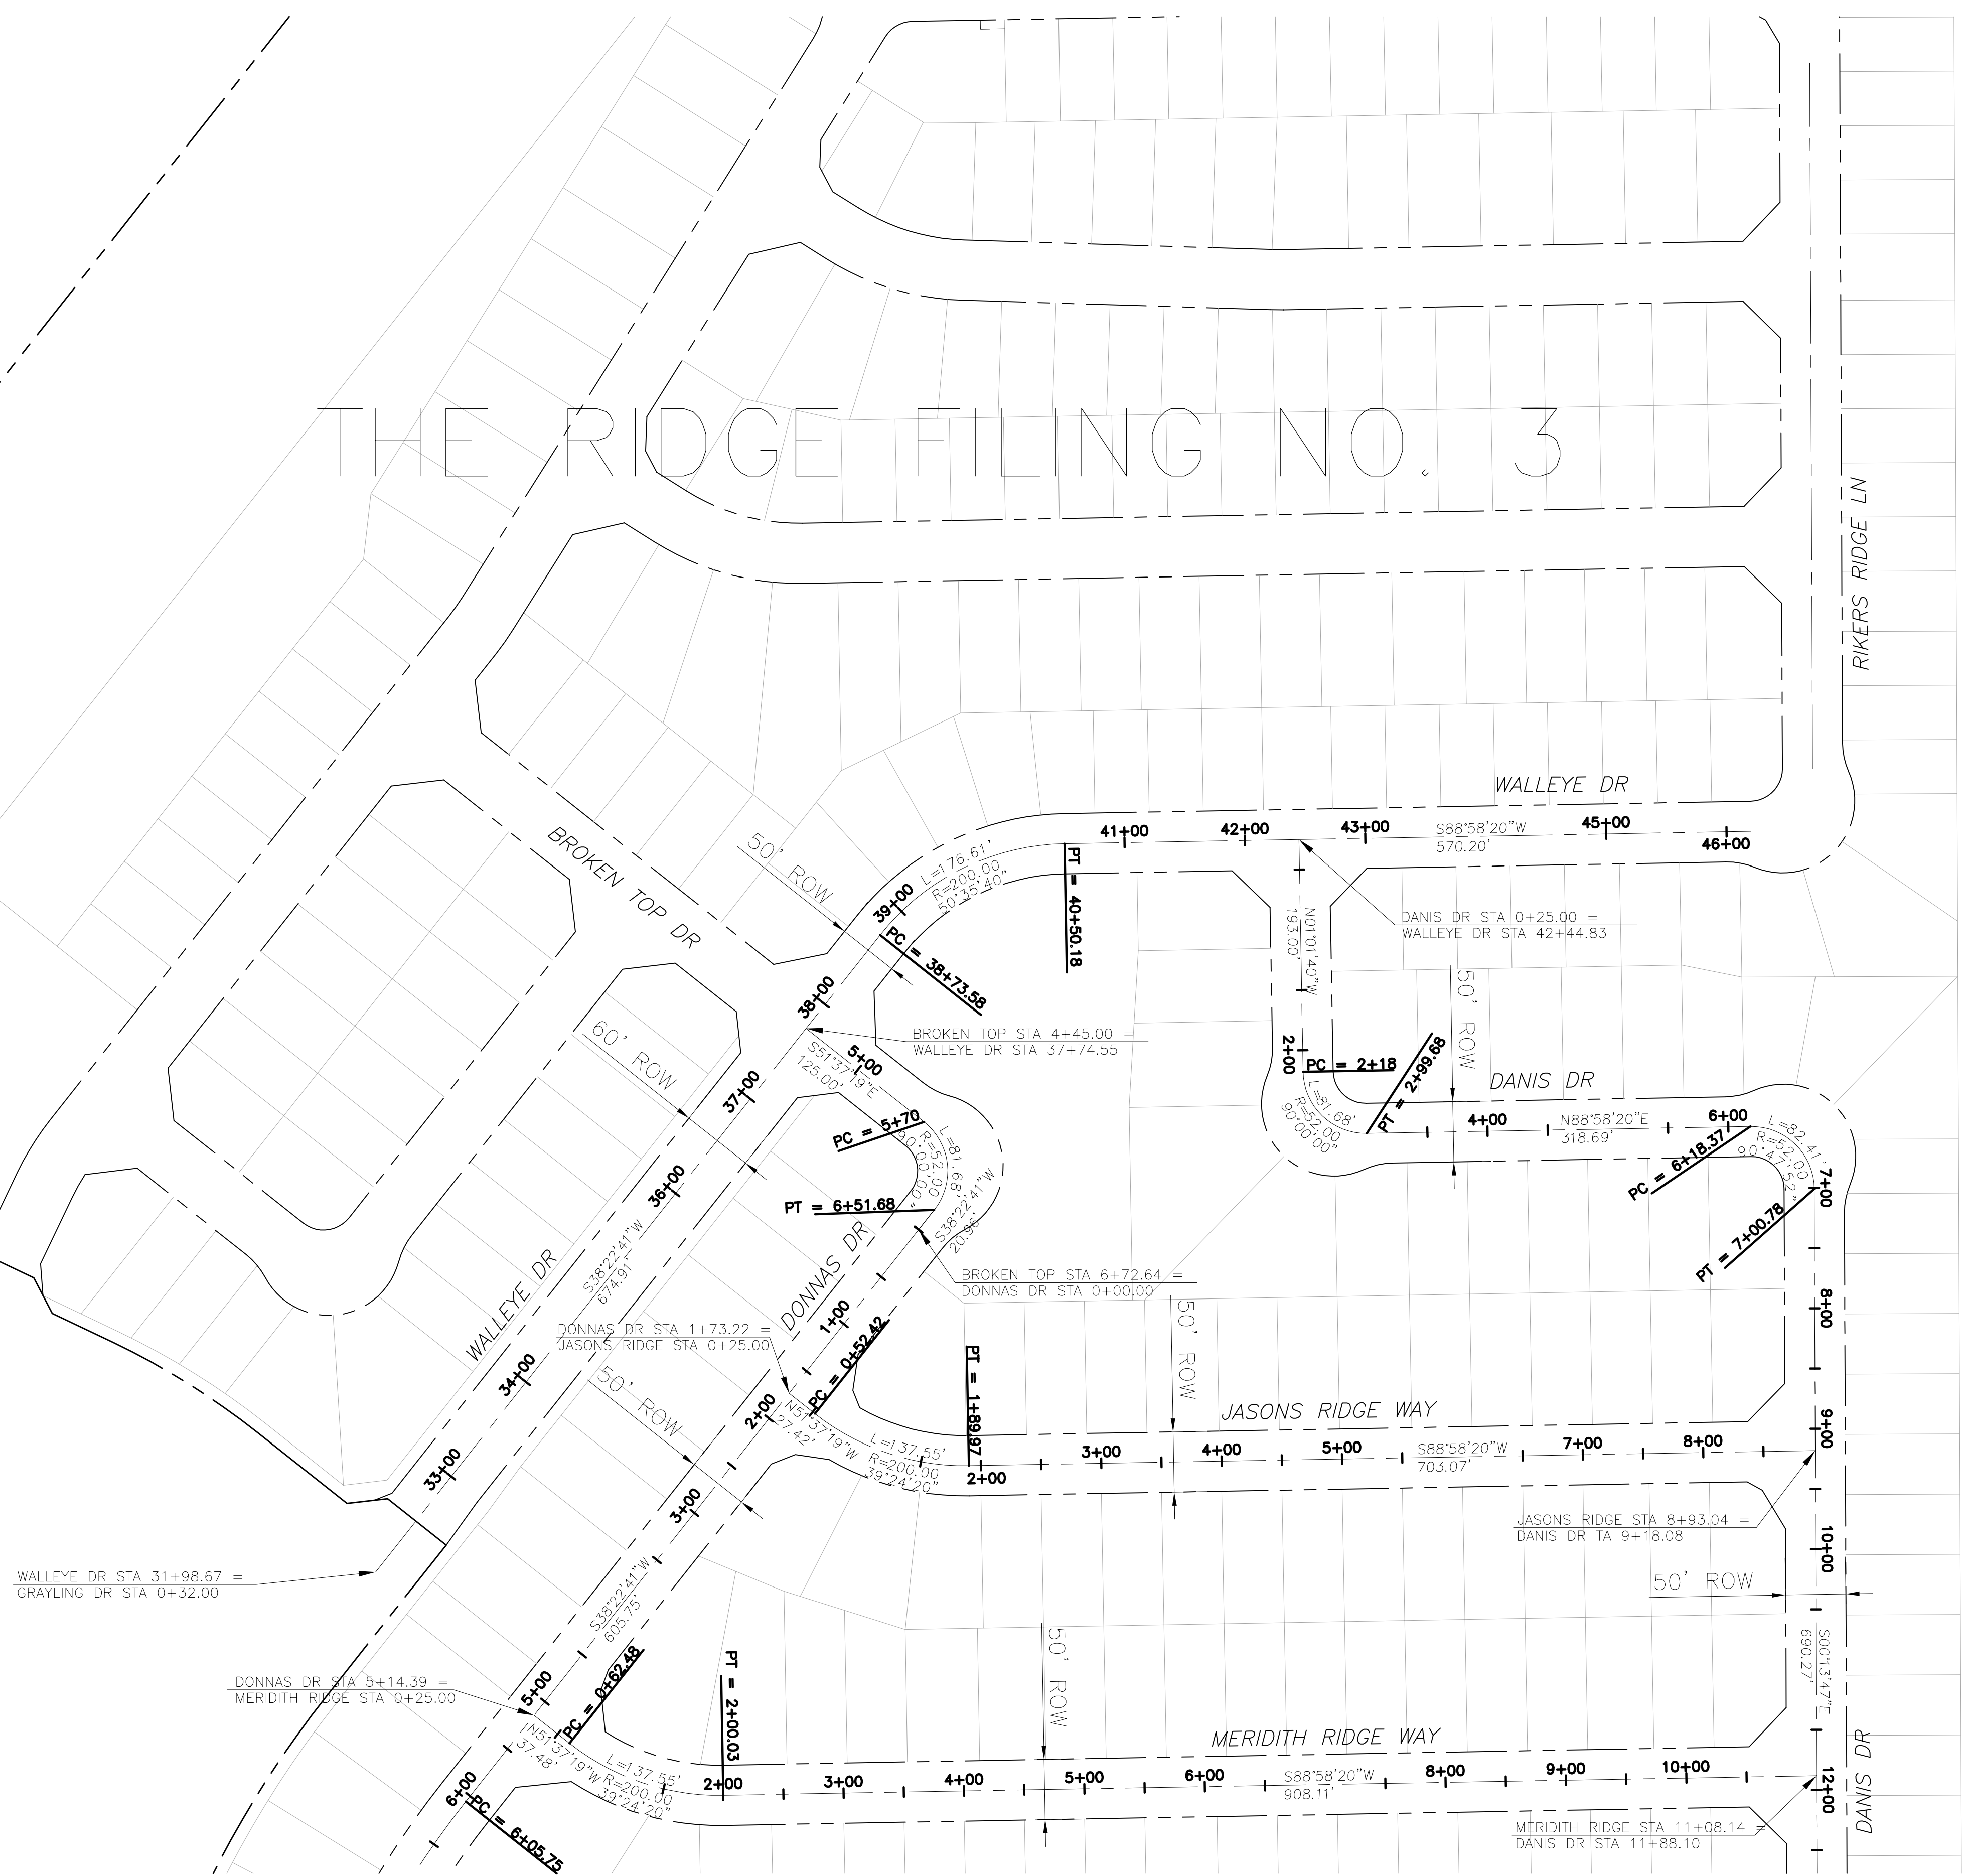 THE RIDGE FILING NO. 3
E
RIKERS RIDGE LN
WALLEYE DR
41+00
42+00
43+00
S88°58'20"W
570.20'
45+00
46+00
BROKEN TOP DR
50' ROW
39+00
L=176.61'
R=200.00
50°35'40"
PC = 38+73.58
PT = 40+50.18
DANIS DR STA 0+25.00 =
WALLEYE DR STA 42+44.83
N01°01'40"W
193.00'
38+00
60' ROW
BROKEN TOP STA 4+45.00 =
WALLEYE DR STA 37+74.55
S51°37'19"E
125.00'
5+00
2+00
PC = 2+18
L=81.68'
R=52.00
90°00'00"
PT = 2+99.68
50' ROW
DANIS DR
4+00
N88°58'20"E
318.69'
6+00
L=82.41'
R=52.00
90°47'52"
PC = 6+18.37
7+00
PT = 7+00.78
37+00
PC = 5+70
L=81.68'
R=52.00
90°00'00"
PT = 6+51.68
S38°22'41"W
20.96'
36+00
S38°22'41"W
674.91'
WALLEYE DR
DONNAS DR
BROKEN TOP STA 6+72.64 =
DONNAS DR STA 0+00.00
8+00
1+00
PC = 0+52.42
DONNAS DR STA 1+73.22 =
JASONS RIDGE STA 0+25.00
34+00
50' ROW
2+00
N51°37'19"W
27.42'
L=137.55'
R=200.00
39°24'20"
PT = 1+89.97
50' ROW
JASONS RIDGE WAY
2+00
3+00
4+00
5+00
S88°58'20"W
703.07'
7+00
8+00
9+00
33+00
3+00
JASONS RIDGE STA 8+93.04 =
DANIS DR TA 9+18.08
10+00
WALLEYE DR STA 31+98.67 =
GRAYLING DR STA 0+32.00
50' ROW
S38°22'41"W
605.75'
S00°13'47"E
690.27'
DONNAS DR STA 5+14.39 =
MERIDITH RIDGE STA 0+25.00
5+00
PC = 0+62.48
N51°37'19"W
37.48'
L=137.55'
R=200.00
39°24'20"
PT = 2+00.03
50' ROW
MERIDITH RIDGE WAY
2+00
3+00
4+00
5+00
6+00
S88°58'20"W
908.11'
8+00
9+00
10+00
12+00
DANIS DR
6+00
PC = 6+05.75
MERIDITH RIDGE STA 11+08.14 =
DANIS DR STA 11+88.10